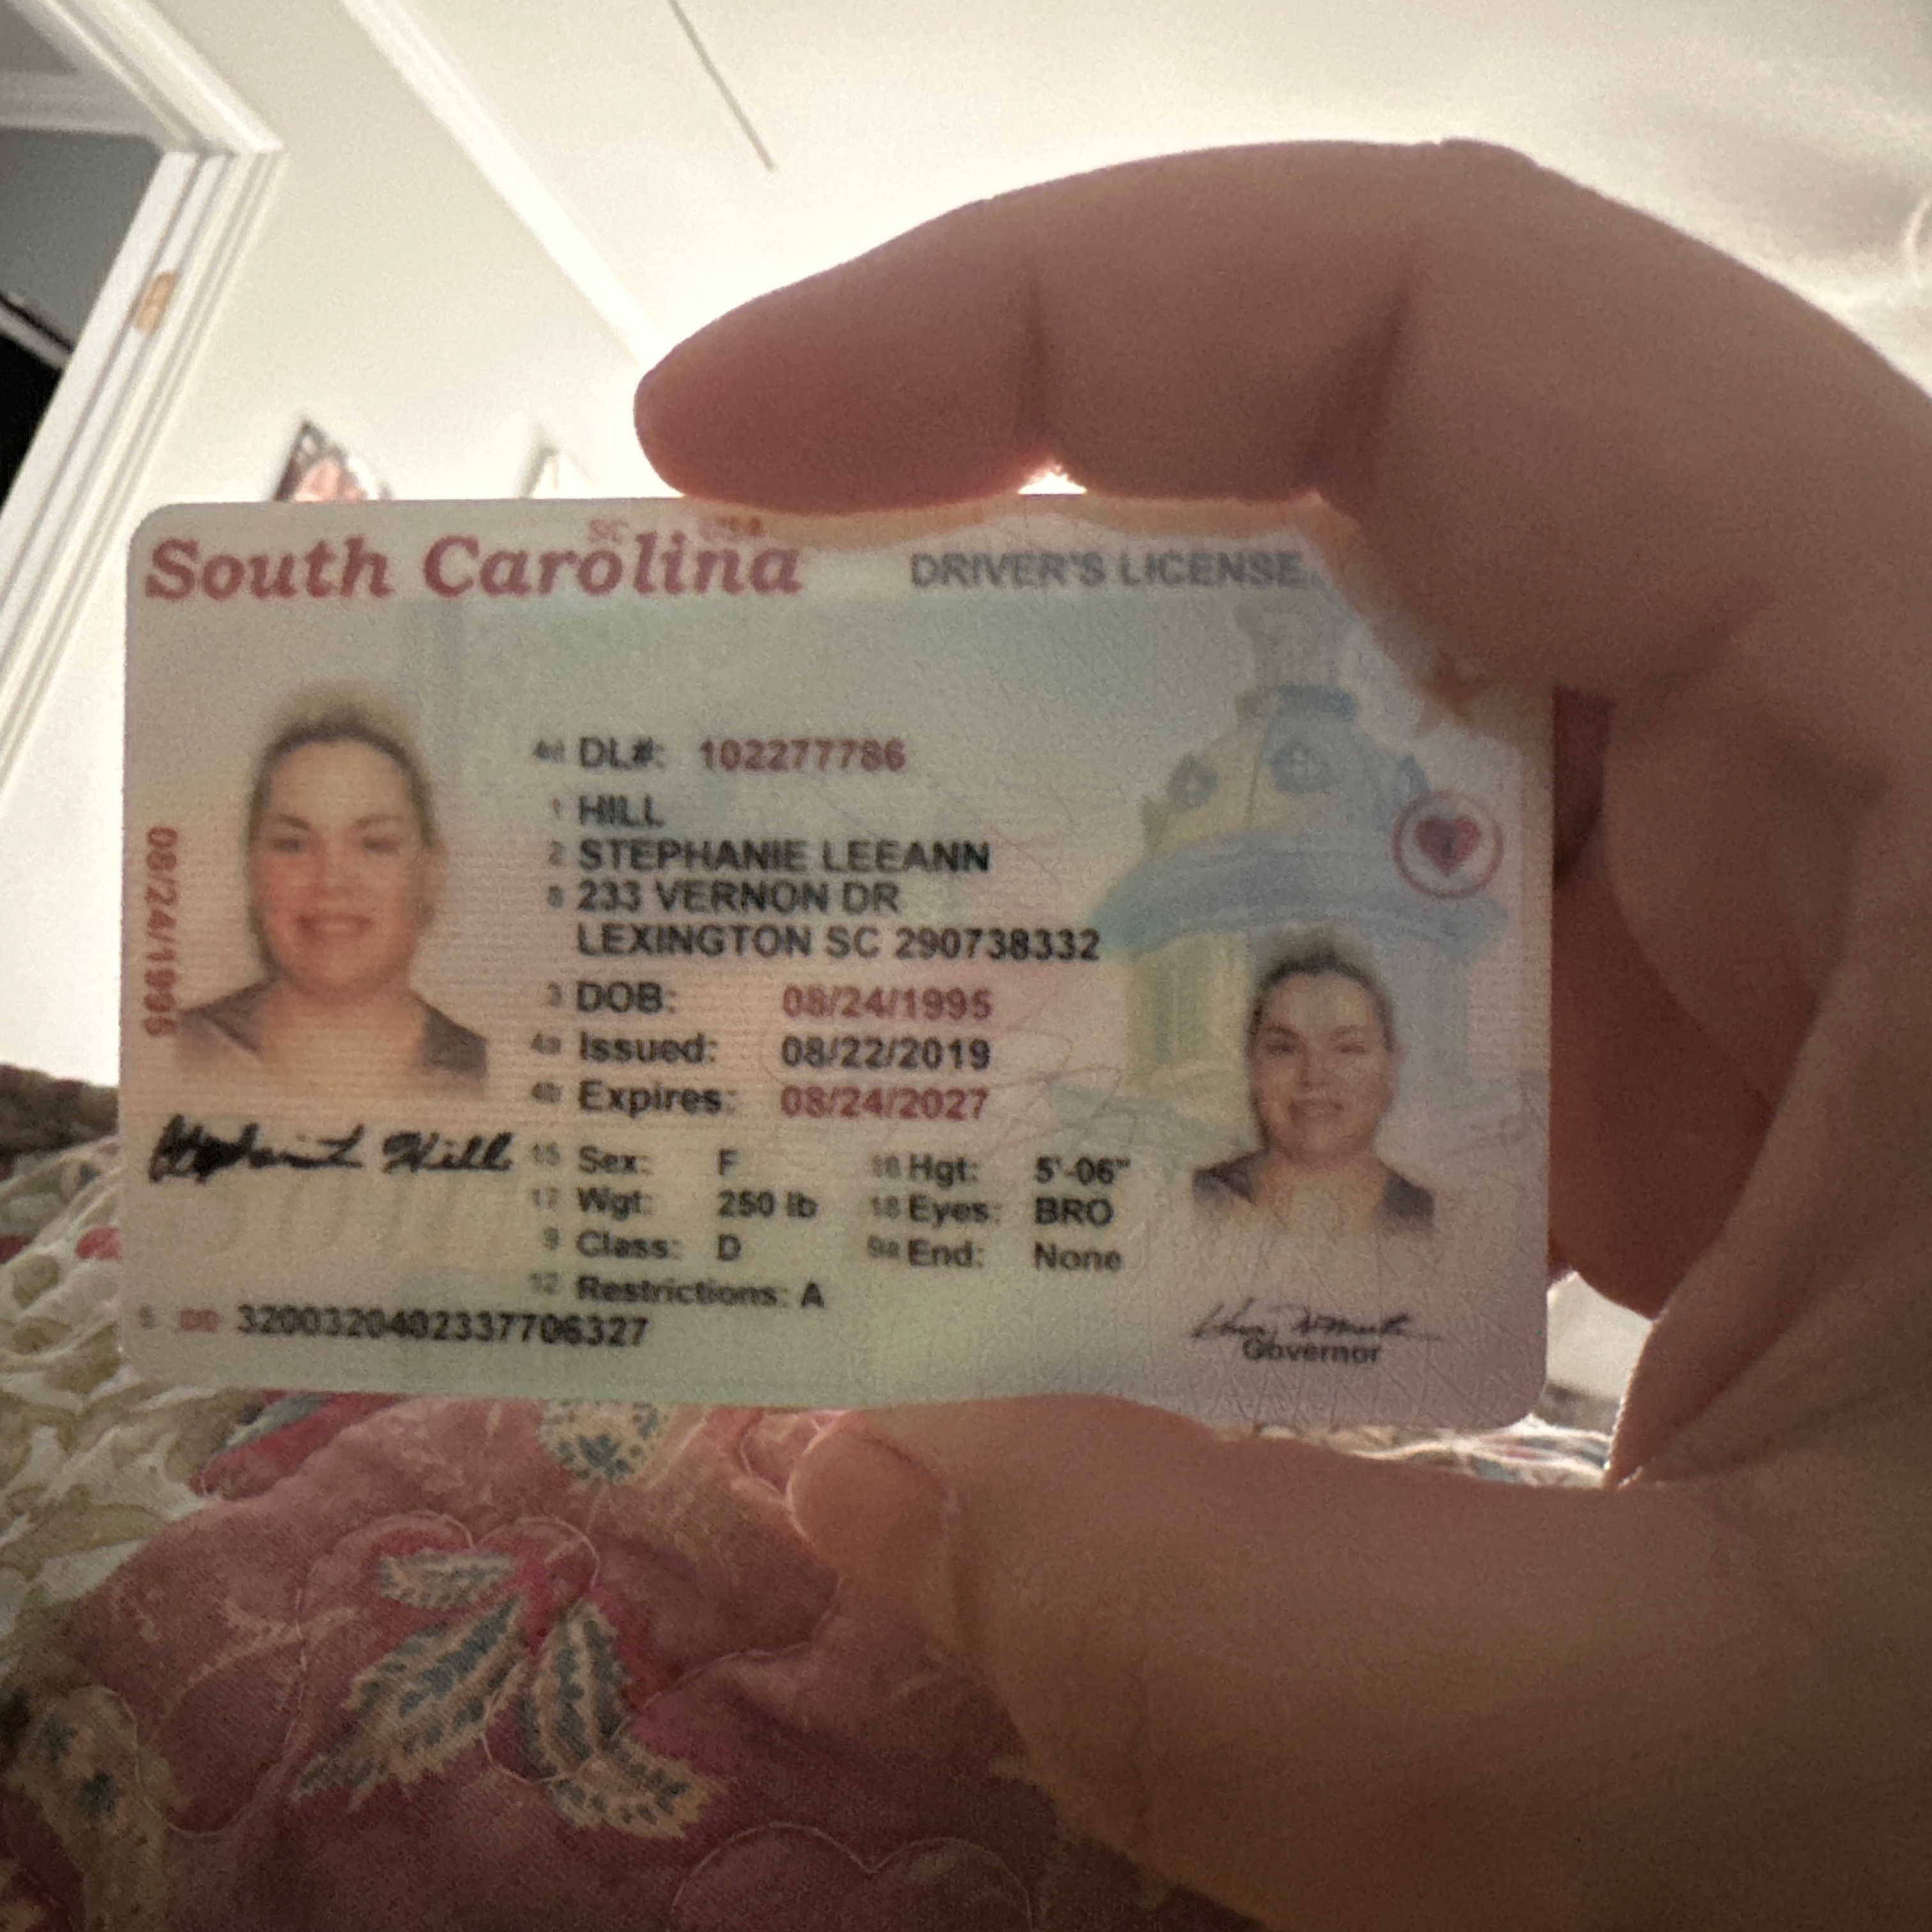 SC USA
South Carolina DRIVER'S LICENSE
4d DL#: 102277786
1 HILL
2 STEPHANIE LEEANN
8 233 VERNON DR
LEXINGTON SC 290738332
3 DOB: 08/24/1995
4a Issued: 08/22/2019
4b Expires: 08/24/2027
15 Sex: F 16 Hgt: 5'-06"
17 Wgt: 250 lb 18 Eyes: BRO
9 Class: D 9a End: None
12 Restrictions: A
5 DD 3200320402337706327
08/24/1995
Hill
Governor